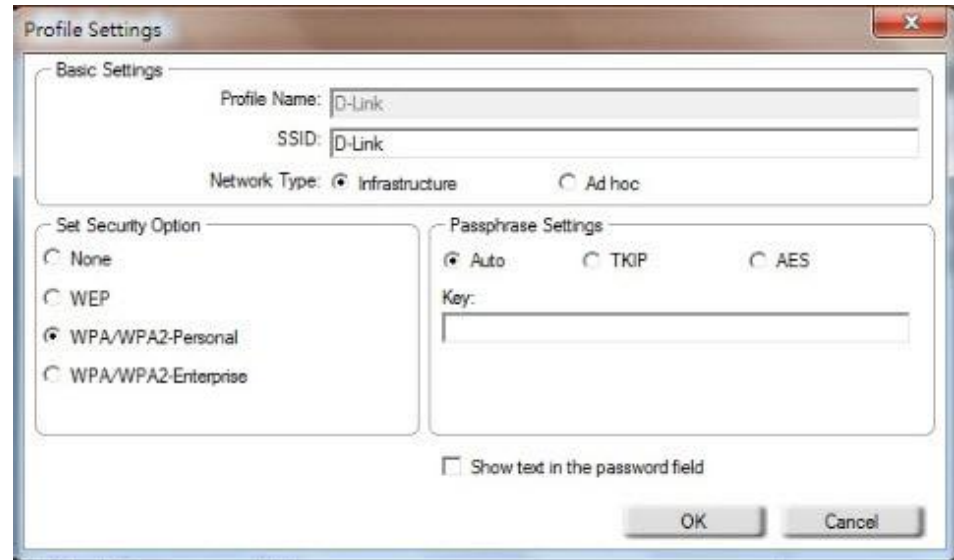 Profile Settings
Basic Settings
Profile Name: D-Link
SSID: D-Link
Network Type: Infrastructure Ad hoc
Set Security Option
None
WEP
WPA/WPA2-Personal
WPA/WPA2-Enterprise
Passphrase Settings
Auto TKIP AES
Key:
Show text in the password field
OK Cancel